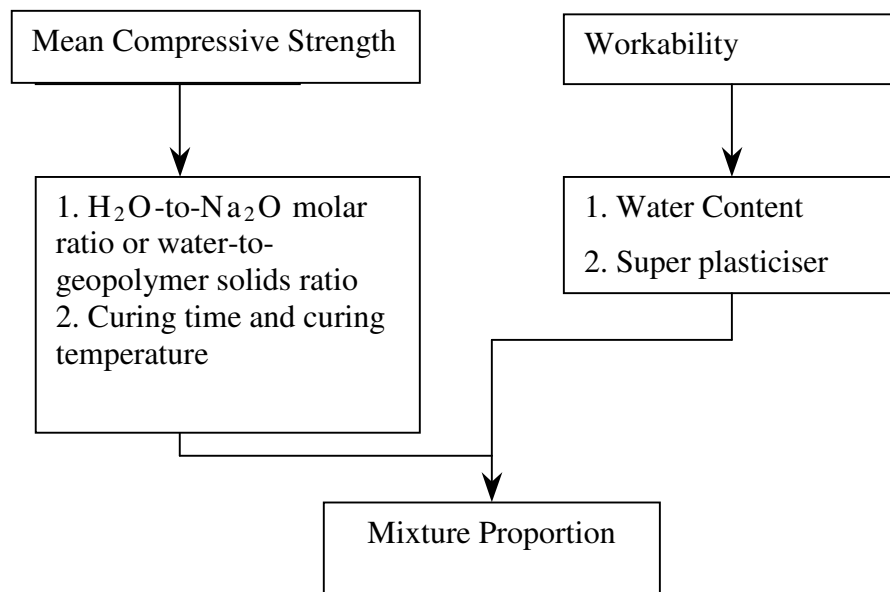 Mean Compressive Strength
Workability
1. H₂O-to-Na₂O molar
ratio or water-to-
geopolymer solids ratio
2. Curing time and curing
temperature
1. Water Content
2. Super plasticiser
Mixture Proportion